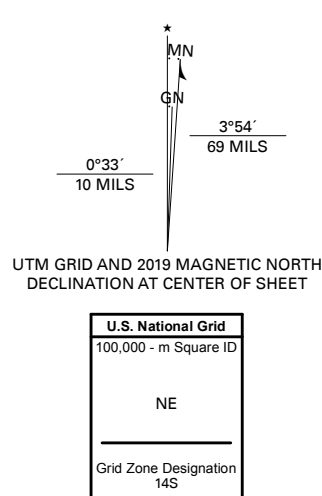 ★
MN
GN
3°54´
69 MILS
0°33´
10 MILS
UTM GRID AND 2019 MAGNETIC NORTH
DECLINATION AT CENTER OF SHEET
U.S. National Grid
100,000 - m Square ID
NE
Grid Zone Designation
14S